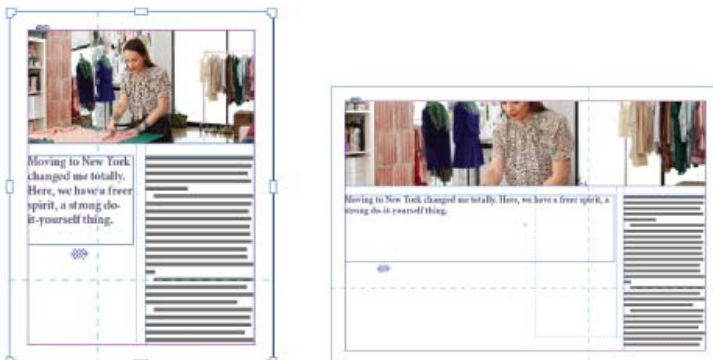 Moving to New York
changed me totally.
Here, we have a freer
spirit, a strong do-
it-yourself thing.
Moving to New York changed me totally. Here, we have a freer spirit, a
strong do-it-yourself thing.